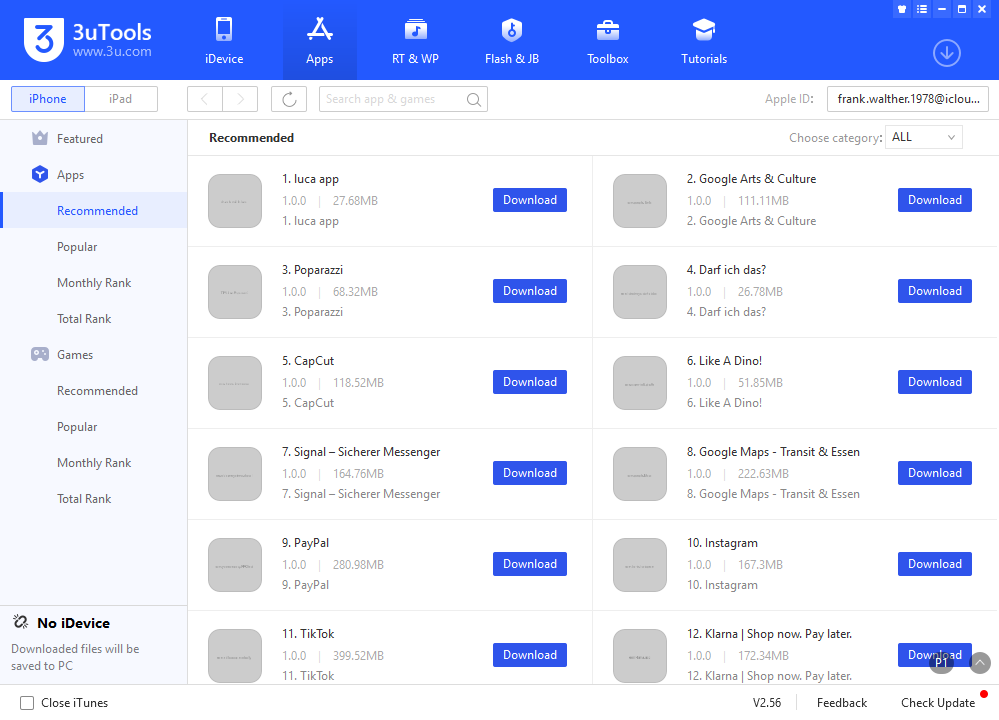 3uTools
www.3u.com
iDevice
Apps
RT & WP
Flash & JB
Toolbox
Tutorials
iPhone
iPad
Search app & games
Apple ID:
frank.walther.1978@iclou...
Featured
Apps
Recommended
Popular
Monthly Rank
Total Rank
Games
Recommended
Popular
Monthly Rank
Total Rank
No iDevice
Downloaded files will be
saved to PC
Recommended
Choose category:
ALL
1. luca app
1.0.0 | 27.68MB
1. luca app
Download
2. Google Arts & Culture
1.0.0 | 111.11MB
2. Google Arts & Culture
Download
3. Poparazzi
1.0.0 | 68.32MB
3. Poparazzi
Download
4. Darf ich das?
1.0.0 | 26.78MB
4. Darf ich das?
Download
5. CapCut
1.0.0 | 118.52MB
5. CapCut
Download
6. Like A Dino!
1.0.0 | 51.85MB
6. Like A Dino!
Download
7. Signal – Sicherer Messenger
1.0.0 | 164.76MB
7. Signal – Sicherer Messenger
Download
8. Google Maps - Transit & Essen
1.0.0 | 222.63MB
8. Google Maps - Transit & Essen
Download
9. PayPal
1.0.0 | 280.98MB
9. PayPal
Download
10. Instagram
1.0.0 | 167.3MB
10. Instagram
Download
11. TikTok
1.0.0 | 399.52MB
11. TikTok
Download
12. Klarna | Shop now. Pay later.
1.0.0 | 172.34MB
12. Klarna | Shop now. Pay later.
Download
P1
Close iTunes
V2.56
Feedback
Check Update